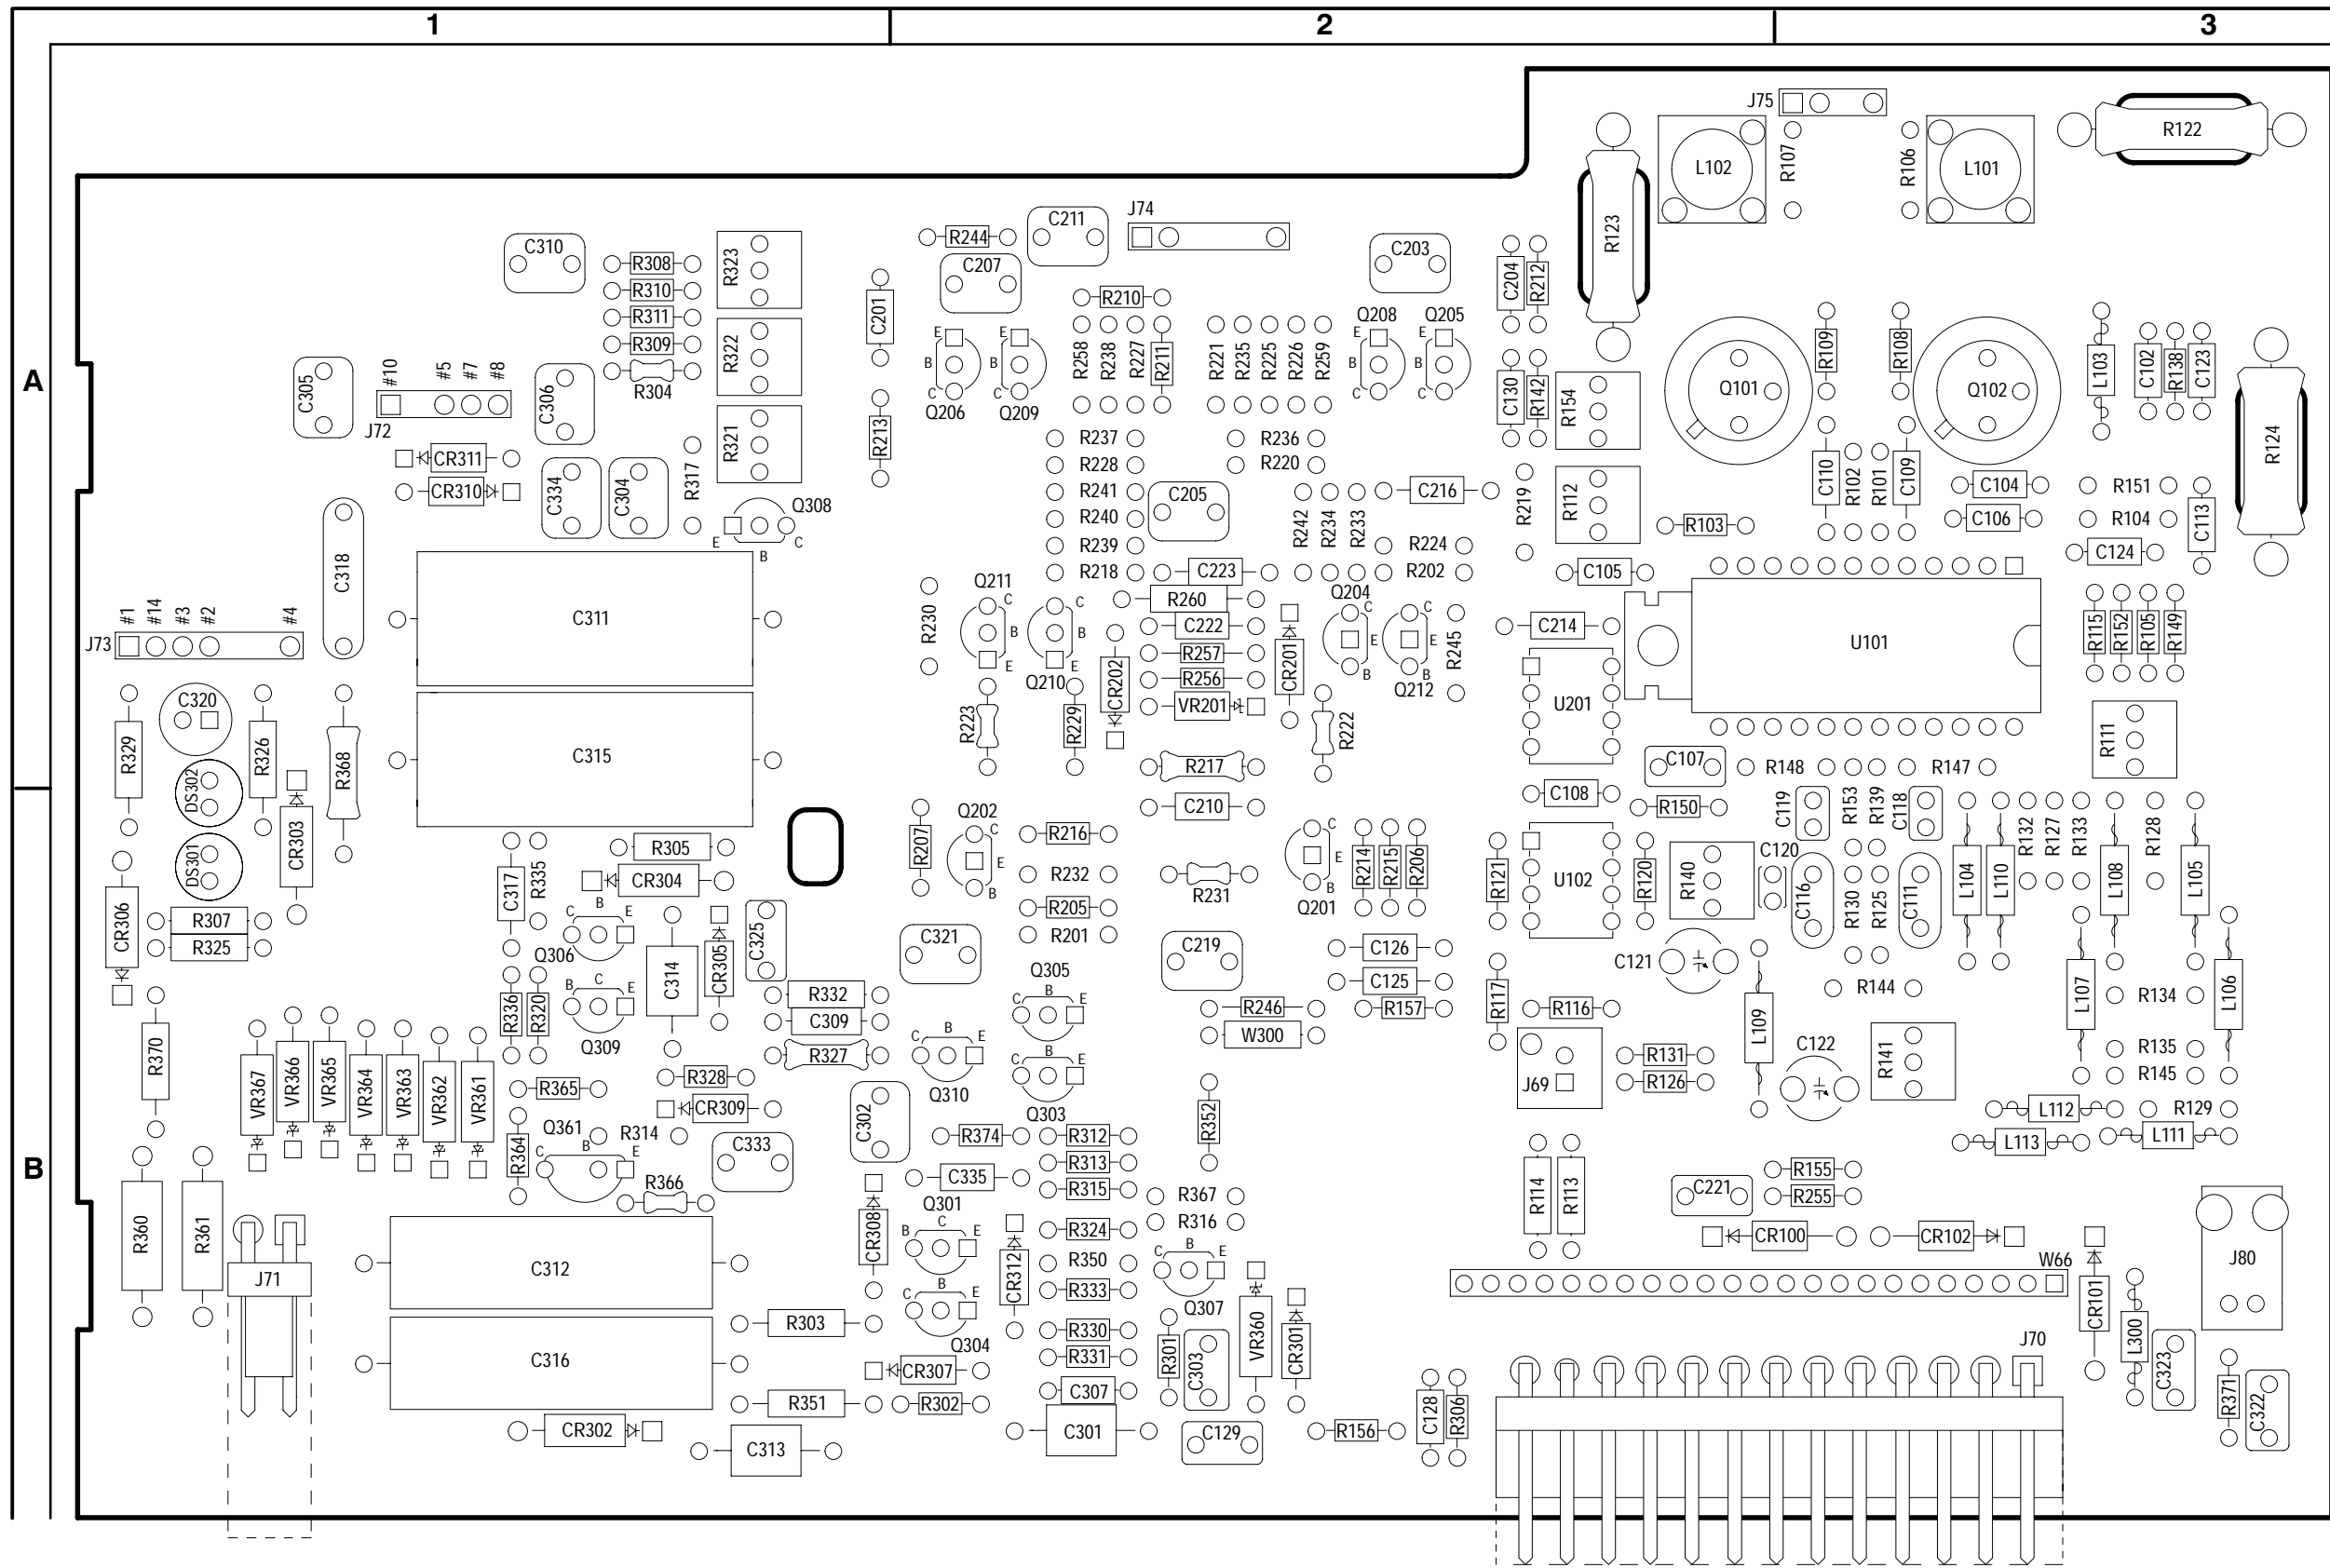 1
2
3
A
B
J75
R107
R106
L102
L101
R122
R123
J74
C211
R244
C207
C310
R308
R310
R311
R309
R304
R323
R322
R321
C201
R213
R210
C203
C204
R212
Q208
Q205
E
B
C
E
B
C
E
B
C
E
B
C
Q206
Q209
R258
R238
R227
R211
R221
R235
R225
R226
R259
C130
R142
R154
R109
R108
Q101
Q102
L103
C102
R138
C123
R124
C305
#10
#5
#7
#8
J72
C306
CR311
CR310
C334
C304
R317
Q308
E
B
C
R237
R228
R241
R240
R239
R218
R236
R220
C205
R242
R234
R233
C216
R224
R202
R219
R112
R103
C110
R102
R101
C109
C104
C106
R151
R104
C124
C113
C318
C311
C315
#1
#14
#3
#2
#4
J73
R230
Q211
C
B
E
C
B
E
Q210
C223
R260
C222
R257
R256
VR201
CR202
CR201
Q204
C
E
B
C
E
B
Q212
R245
C105
C214
U201
U101
R115
R152
R105
R149
R111
C320
R329
DS302
R326
CR303
R368
R223
R229
R217
R222
C210
C107
C108
R148
R147
R150
C119
R153
R139
C118
R132
R127
R133
R128
DS301
CR306
R307
R325
R305
CR304
C317
R335
R207
Q202
C
E
B
R216
R232
R205
R201
R231
C
E
B
Q201
R214
R215
R206
R121
U102
R120
R140
C120
C116
R130
R125
C111
L104
L110
L108
L105
C
B
E
Q306
C
B
E
Q309
C314
CR305
C325
C321
Q305
C
B
E
C219
C126
C125
R157
R246
W300
R117
R116
C121
L109
R144
L107
R134
L106
R336
R320
R332
C309
R327
R370
VR367
VR366
VR365
VR364
VR363
VR362
VR361
R365
R328
CR309
C
B
E
Q310
C
B
E
Q303
C302
R352
J69
R131
R126
C122
R141
R135
R145
L112
R129
L113
L111
R364
Q361
C
B
E
R314
C333
R366
R374
C335
R312
R313
R315
R367
R316
R114
R113
C221
R155
R255
R360
R361
J71
C312
C316
CR308
Q301
B
C
E
C
B
E
Q304
CR312
R324
R350
R333
C
B
E
Q307
CR100
CR102
W66
CR101
J80
R303
R330
R331
R301
C303
VR360
CR301
J70
L300
C323
R371
C322
CR307
R351
R302
C307
CR302
C313
C301
C129
R156
C128
R306